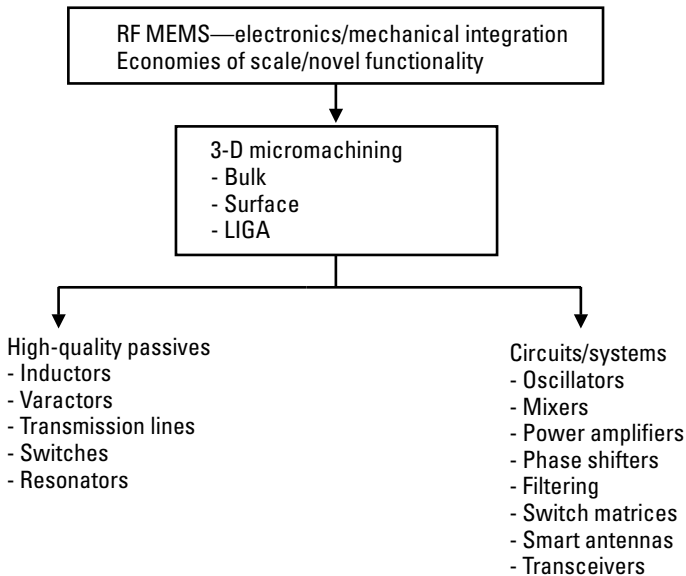 RF MEMS—electronics/mechanical integration
Economies of scale/novel functionality
3-D micromachining
- Bulk
- Surface
- LIGA
High-quality passives
- Inductors
- Varactors
- Transmission lines
- Switches
- Resonators
Circuits/systems
- Oscillators
- Mixers
- Power amplifiers
- Phase shifters
- Filtering
- Switch matrices
- Smart antennas
- Transceivers